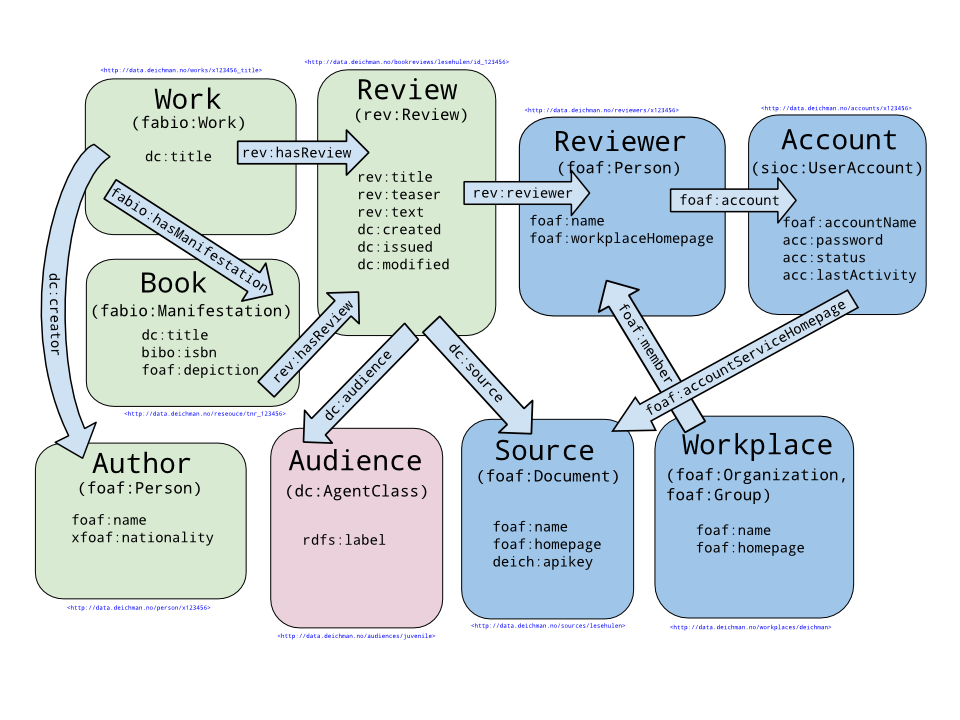 <http://data.deichman.no/works/x123456_title>
Work
(fabio:Work)
dc:title
rev:hasReview
fabio:hasManifestation
dc:creator
<http://data.deichman.no/bookreviews/lesehulen/id_123456>
Review
(rev:Review)
rev:title
rev:teaser
rev:text
dc:created
dc:issued
dc:modified
rev:reviewer
<http://data.deichman.no/reviewers/x123456>
Reviewer
(foaf:Person)
foaf:name
foaf:workplaceHomepage
foaf:account
<http://data.deichman.no/accounts/x123456>
Account
(sioc:UserAccount)
foaf:accountName
acc:password
acc:status
acc:lastActivity
Book
(fabio:Manifestation)
dc:title
bibo:isbn
foaf:depiction
<http://data.deichman.no/reseouce/tnr_123456>
rev:hasReview
dc:audience
dc:source
foaf:member
foaf:accountServiceHomepage
Author
(foaf:Person)
foaf:name
xfoaf:nationality
<http://data.deichman.no/person/x123456>
Audience
(dc:AgentClass)
rdfs:label
<http://data.deichman.no/audiences/juvenile>
Source
(foaf:Document)
foaf:name
foaf:homepage
deich:apikey
<http://data.deichman.no/sources/lesehulen>
Workplace
(foaf:Organization,
foaf:Group)
foaf:name
foaf:homepage
<http://data.deichman.no/workplaces/deichman>